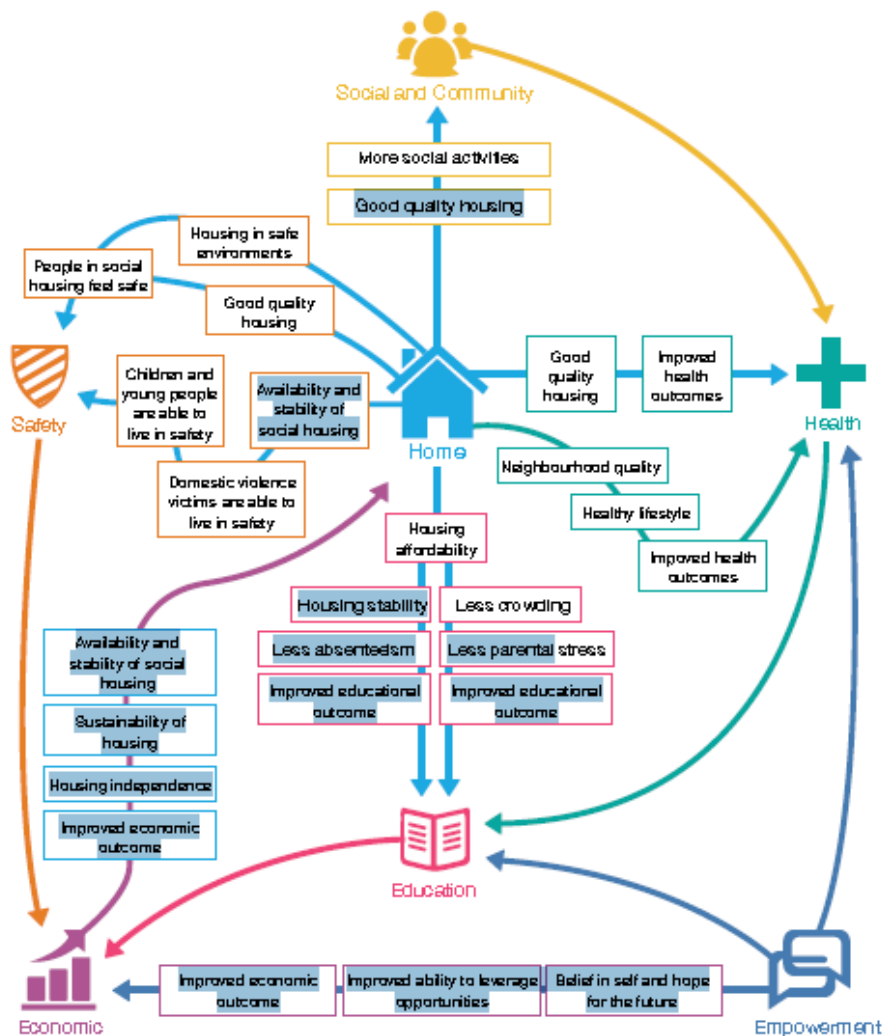 Social and Community
More social activities
Good quality housing
Housing in safe
environments
People in social
housing feel safe
Good quality
housing
Safety
Children and
young people
are able to
live in safety
Availability and
stability of
social housing
Domestic violence
victims are able to
live in safety
Home
Good
quality
housing
Improved
health
outcomes
Health
Neighbourhood quality
Healthy lifestyle
Improved health
outcomes
Housing
affordability
Housing stability
Less crowding
Less absenteeism
Less parental stress
Improved educational
outcome
Improved educational
outcome
Availability and
stability of social
housing
Sustainability of
housing
Housing independence
Improved economic
outcome
Education
Economic
Improved economic
outcome
Improved ability to leverage
opportunities
Belief in self and hope
for the future
Empowerment